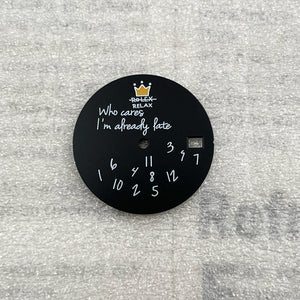 ROLEX
RELAX
Who cares
I'm already late
3
6 11 9 7
1 4 8 12
10 2 5